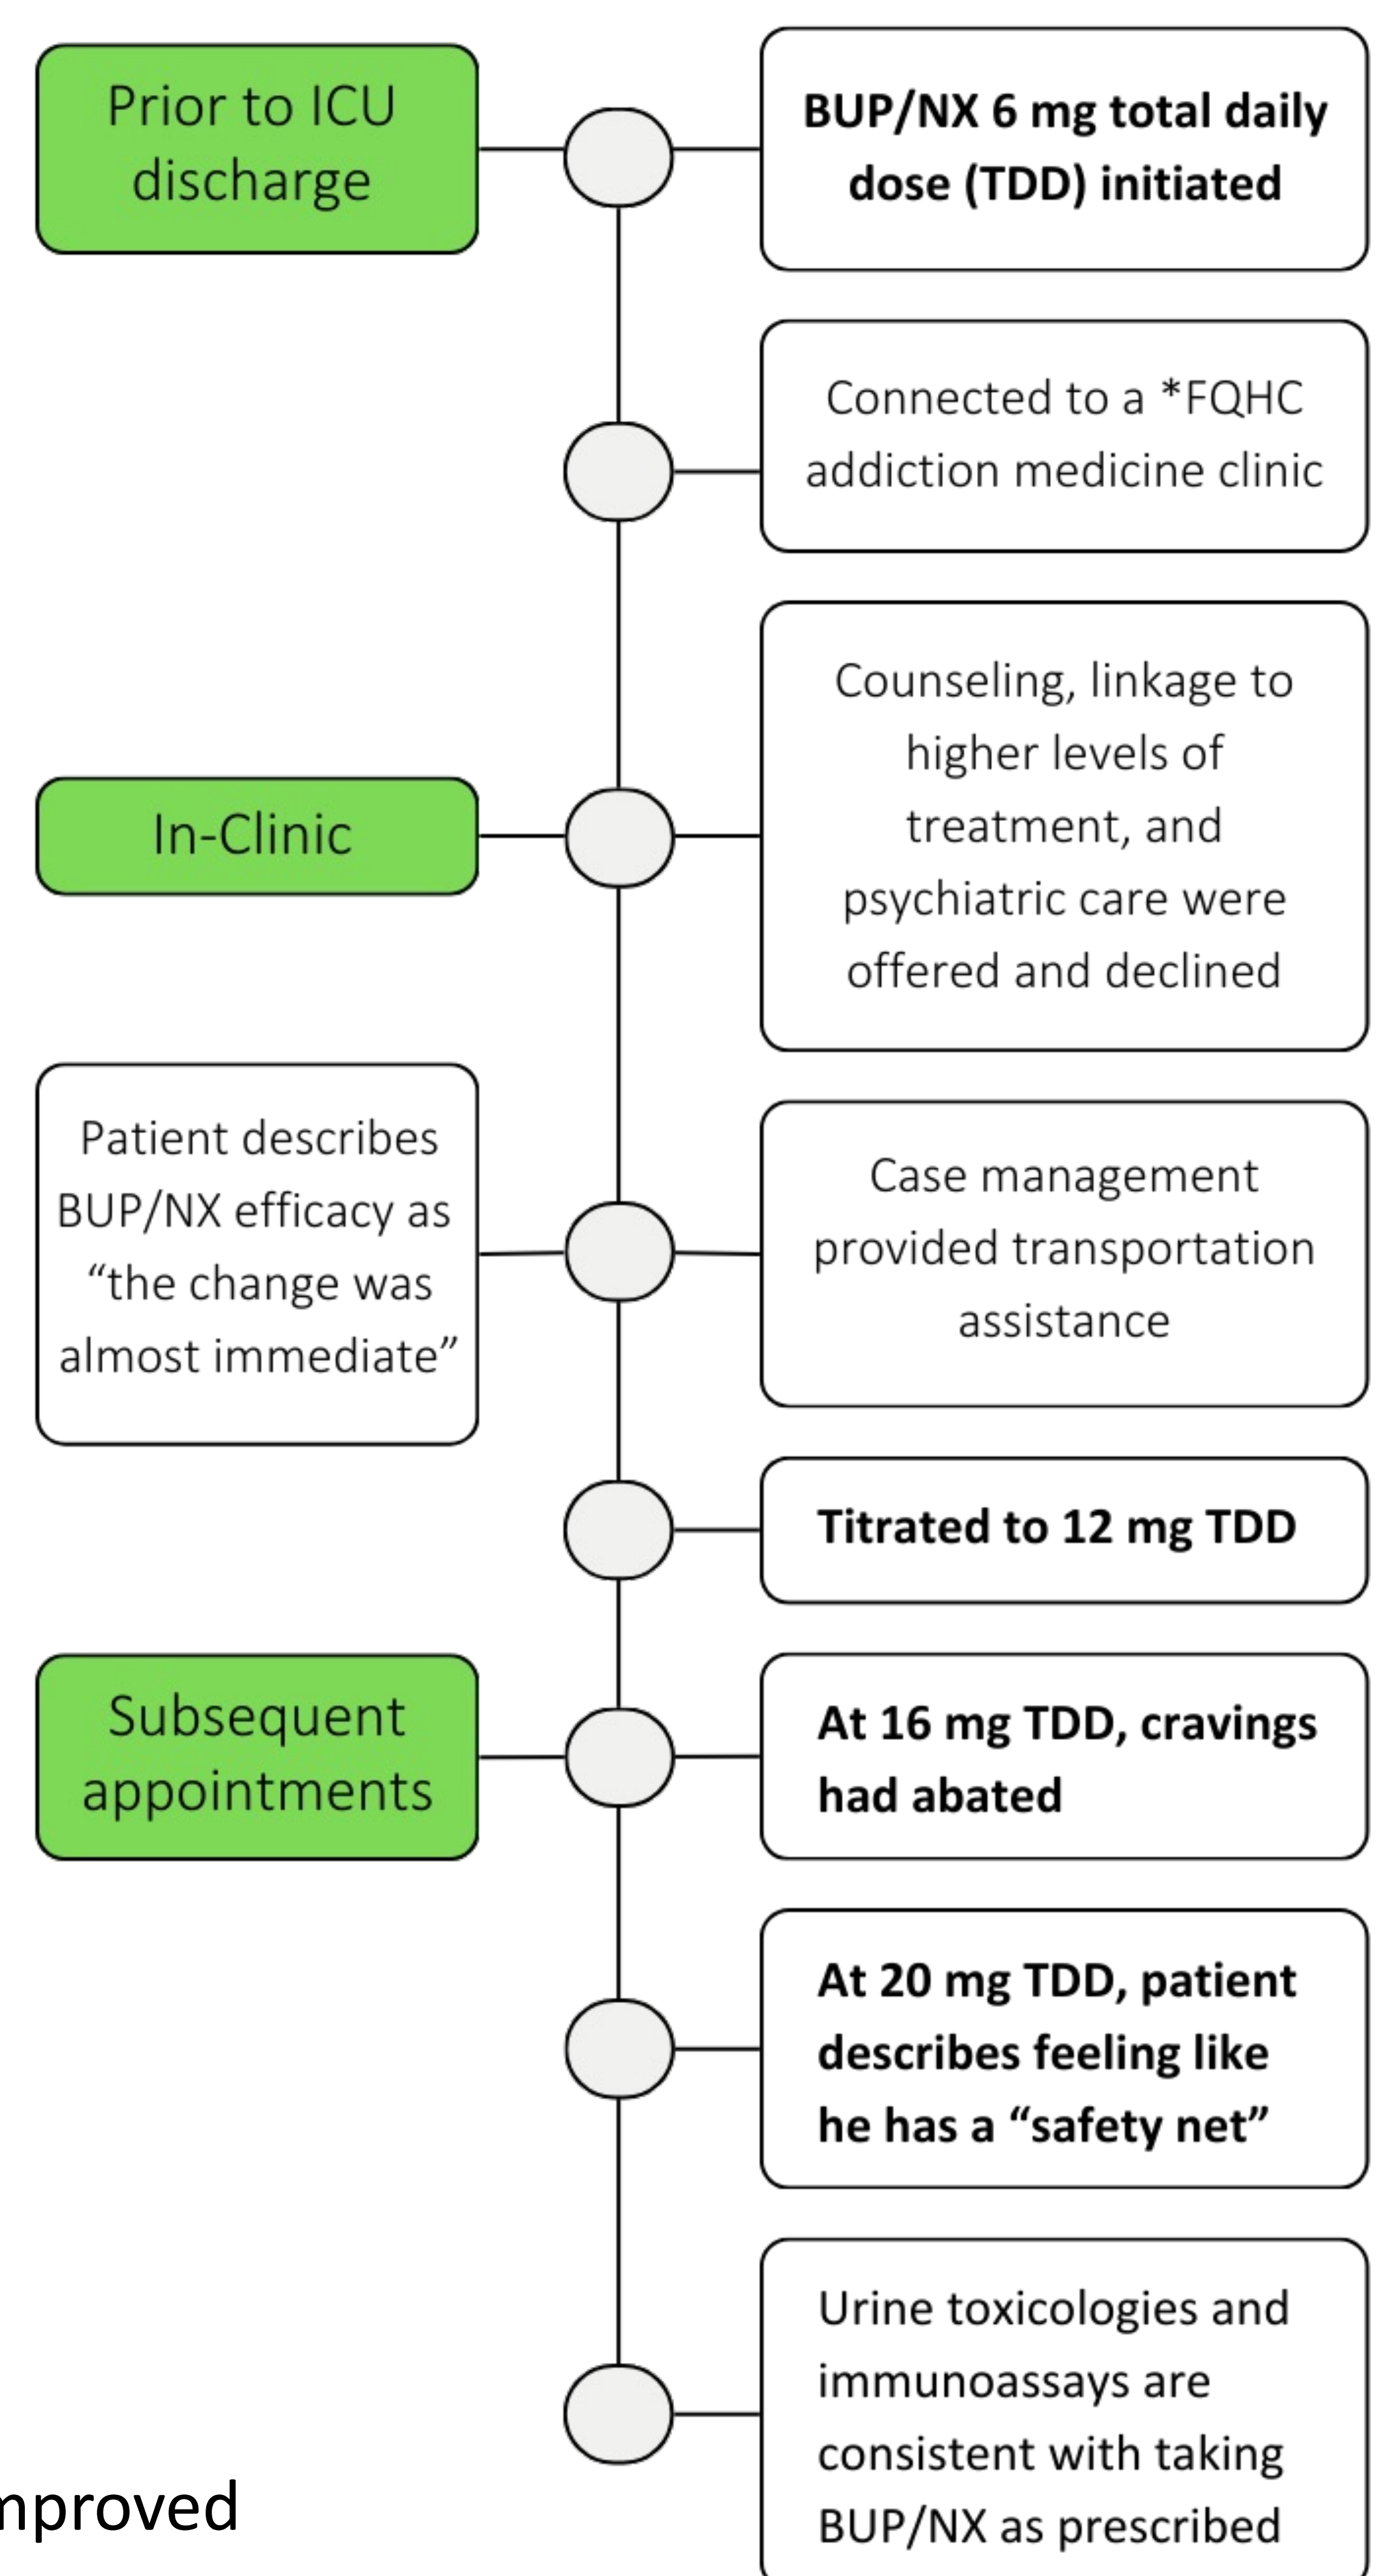 Prior to ICU
discharge
BUP/NX 6 mg total daily
dose (TDD) initiated
Connected to a *FQHC
addiction medicine clinic
In-Clinic
Counseling, linkage to
higher levels of
treatment, and
psychiatric care were
offered and declined
Patient describes
BUP/NX efficacy as
“the change was
almost immediate”
Case management
provided transportation
assistance
Titrated to 12 mg TDD
Subsequent
appointments
At 16 mg TDD, cravings
had abated
At 20 mg TDD, patient
describes feeling like
he has a “safety net”
Urine toxicologies and
immunoassays are
consistent with taking
BUP/NX as prescribed